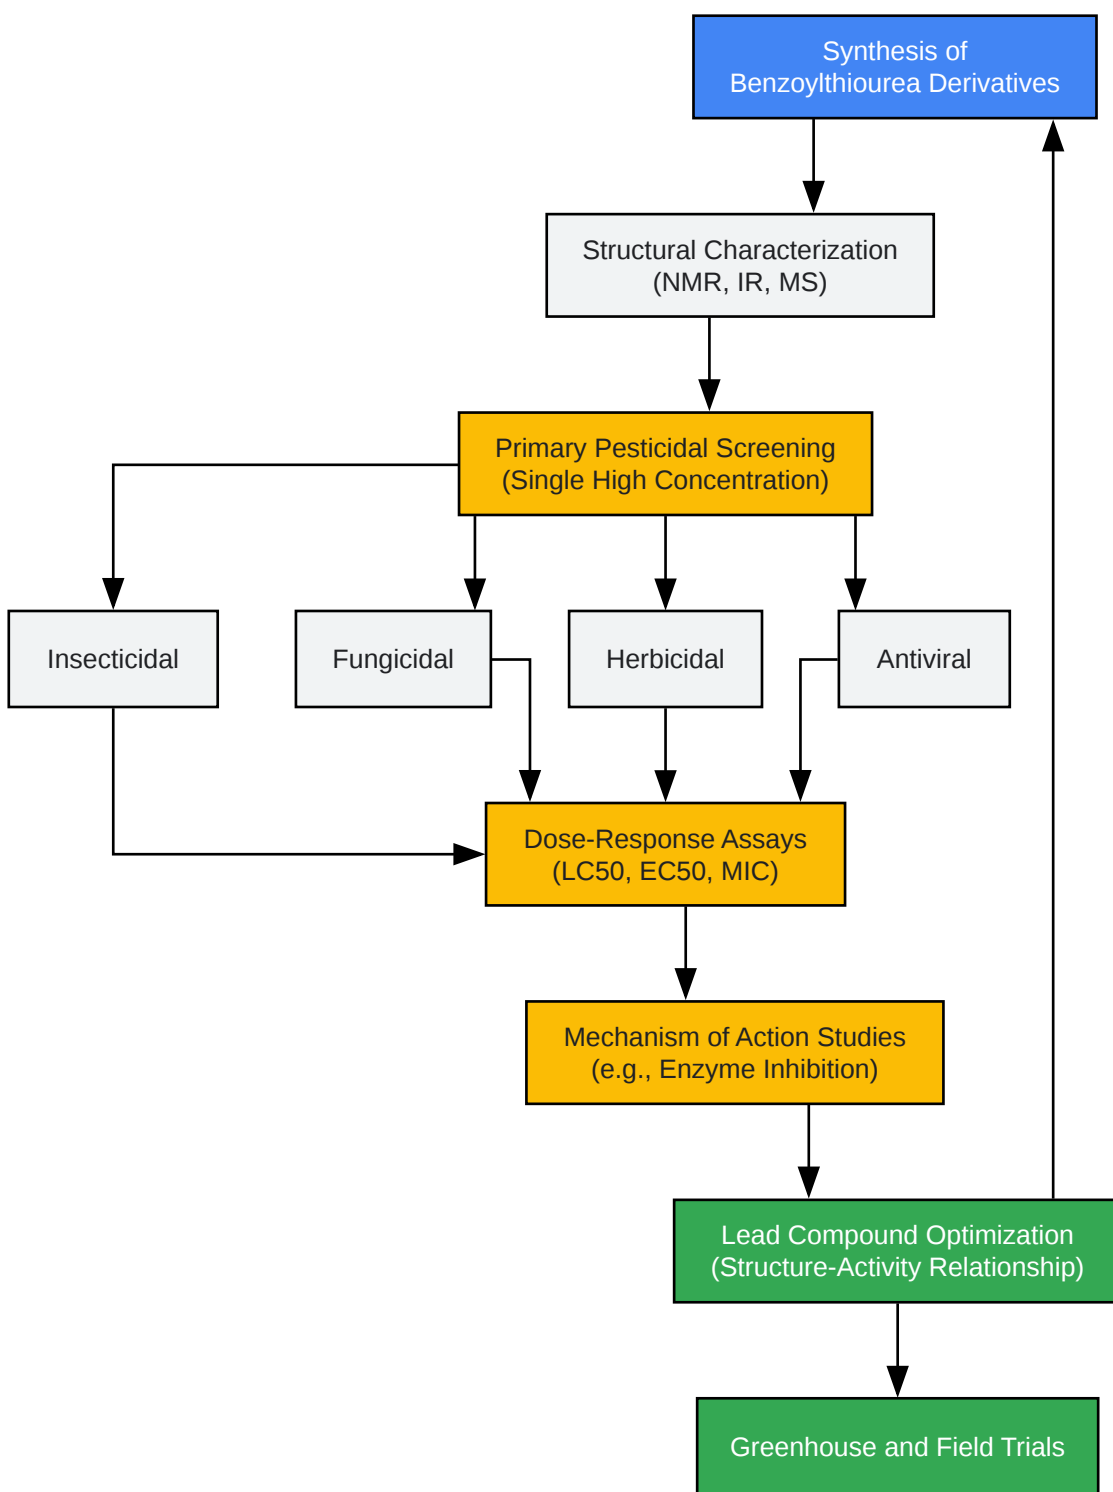 Synthesis of
Benzoylthiourea Derivatives
Structural Characterization
(NMR, IR, MS)
Primary Pesticidal Screening
(Single High Concentration)
Insecticidal
Fungicidal
Herbicidal
Antiviral
Dose-Response Assays
(LC50, EC50, MIC)
Mechanism of Action Studies
(e.g., Enzyme Inhibition)
Lead Compound Optimization
(Structure-Activity Relationship)
Greenhouse and Field Trials